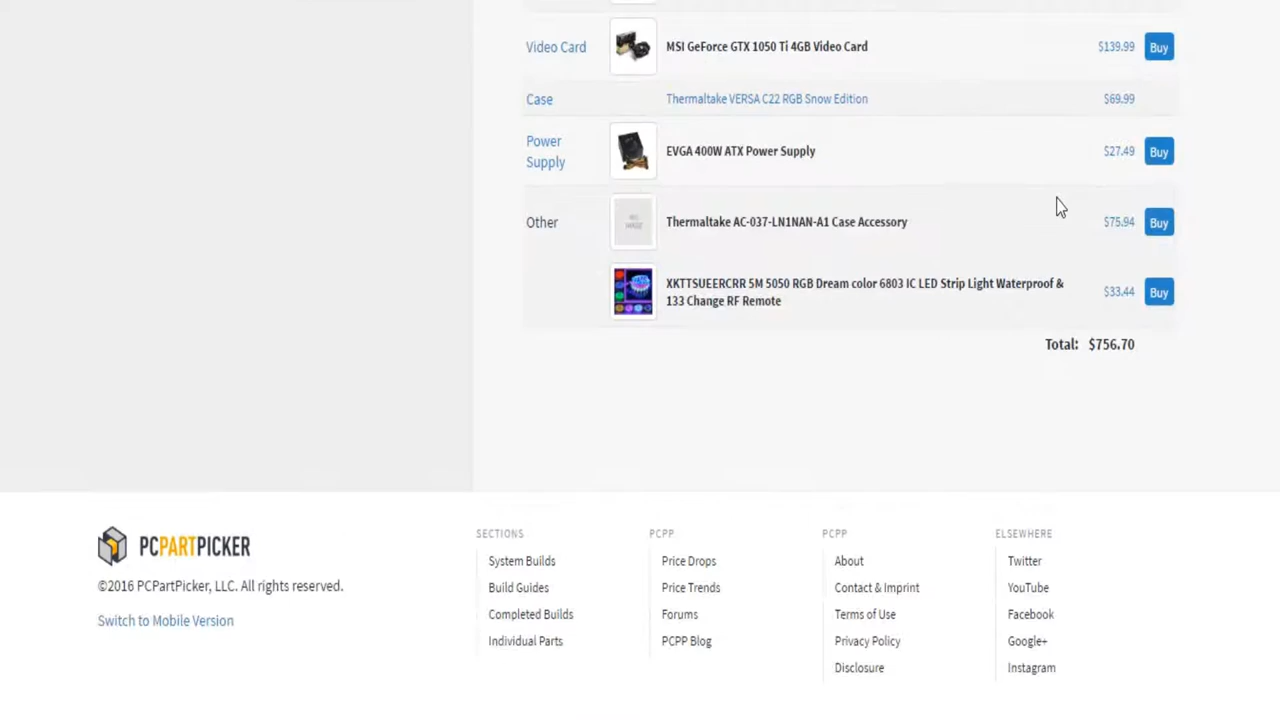 Video Card MSI GeForce GTX 1050 Ti 4GB Video Card $139.99 Buy
Case Thermaltake VERSA C22 RGB Snow Edition $69.99
Power
Supply
EVGA 400W ATX Power Supply $27.49 Buy
Other Thermaltake AC-037-LN1NAN-A1 Case Accessory $75.94 Buy
XKTTSUEERCRR 5M 5050 RGB Dream color 6803 IC LED Strip Light Waterproof &
133 Change RF Remote
$33.44 Buy
Total: $756.70
PCPARTPICKER
©2016 PCPartPicker, LLC. All rights reserved.
Switch to Mobile Version
SECTIONS
System Builds
Build Guides
Completed Builds
Individual Parts
PCPP
Price Drops
Price Trends
Forums
PCPP Blog
PCPP
About
Contact & Imprint
Terms of Use
Privacy Policy
Disclosure
ELSEWHERE
Twitter
YouTube
Facebook
Google+
Instagram